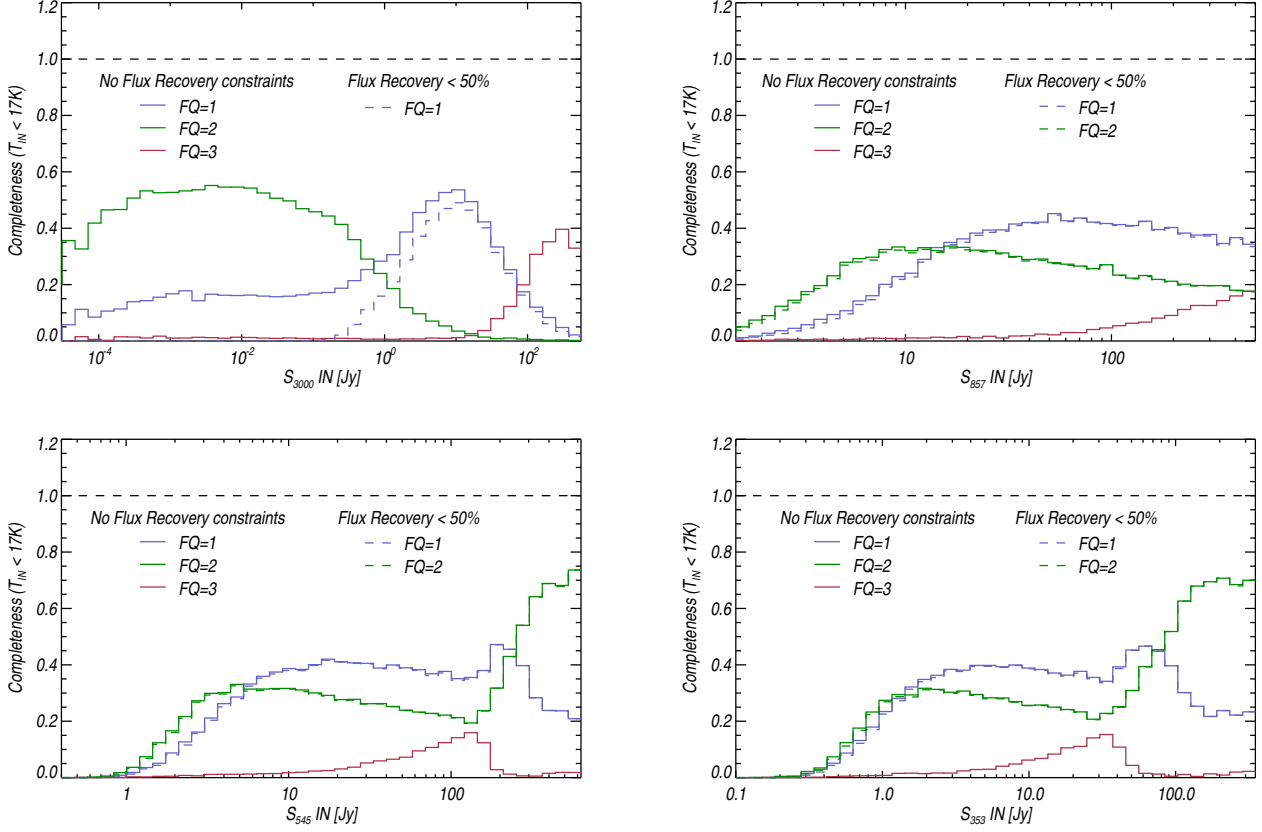 1.2
1.0
0.8
0.6
0.4
0.2
0.0
Completeness (T_IN < 17K)
No Flux Recovery constraints
FQ=1
FQ=2
FQ=3
Flux Recovery < 50%
FQ=1
10^-4 10^-2 10^0 10^2
S_3000 IN [Jy]
1.2
1.0
0.8
0.6
0.4
0.2
0.0
Completeness (T_IN < 17K)
No Flux Recovery constraints
FQ=1
FQ=2
FQ=3
Flux Recovery < 50%
FQ=1
FQ=2
10 100
S_857 IN [Jy]
1.2
1.0
0.8
0.6
0.4
0.2
0.0
Completeness (T_IN < 17K)
No Flux Recovery constraints
FQ=1
FQ=2
FQ=3
Flux Recovery < 50%
FQ=1
FQ=2
1 10 100
S_545 IN [Jy]
1.2
1.0
0.8
0.6
0.4
0.2
0.0
Completeness (T_IN < 17K)
No Flux Recovery constraints
FQ=1
FQ=2
FQ=3
Flux Recovery < 50%
FQ=1
FQ=2
0.1 1.0 10.0 100.0
S_353 IN [Jy]